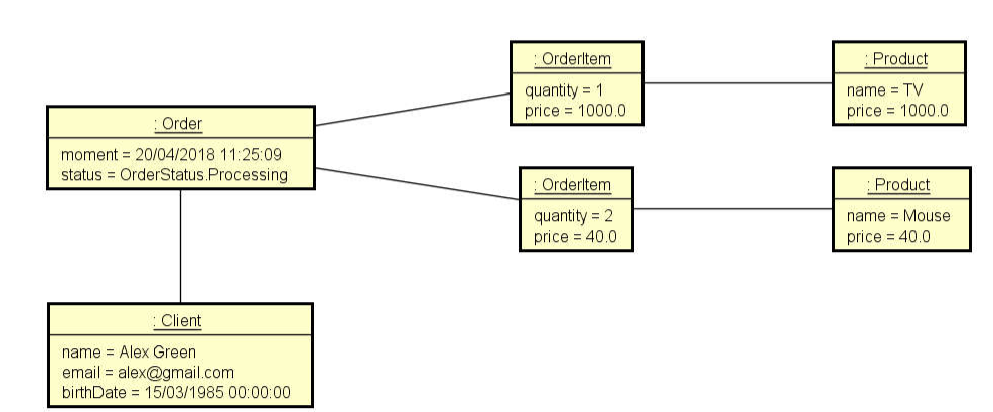 : OrderItem
quantity = 1
price = 1000.0
: Product
name = TV
price = 1000.0
: Order
moment = 20/04/2018 11:25:09
status = OrderStatus.Processing
: OrderItem
quantity = 2
price = 40.0
: Product
name = Mouse
price = 40.0
: Client
name = Alex Green
email = alex@gmail.com
birthDate = 15/03/1985 00:00:00